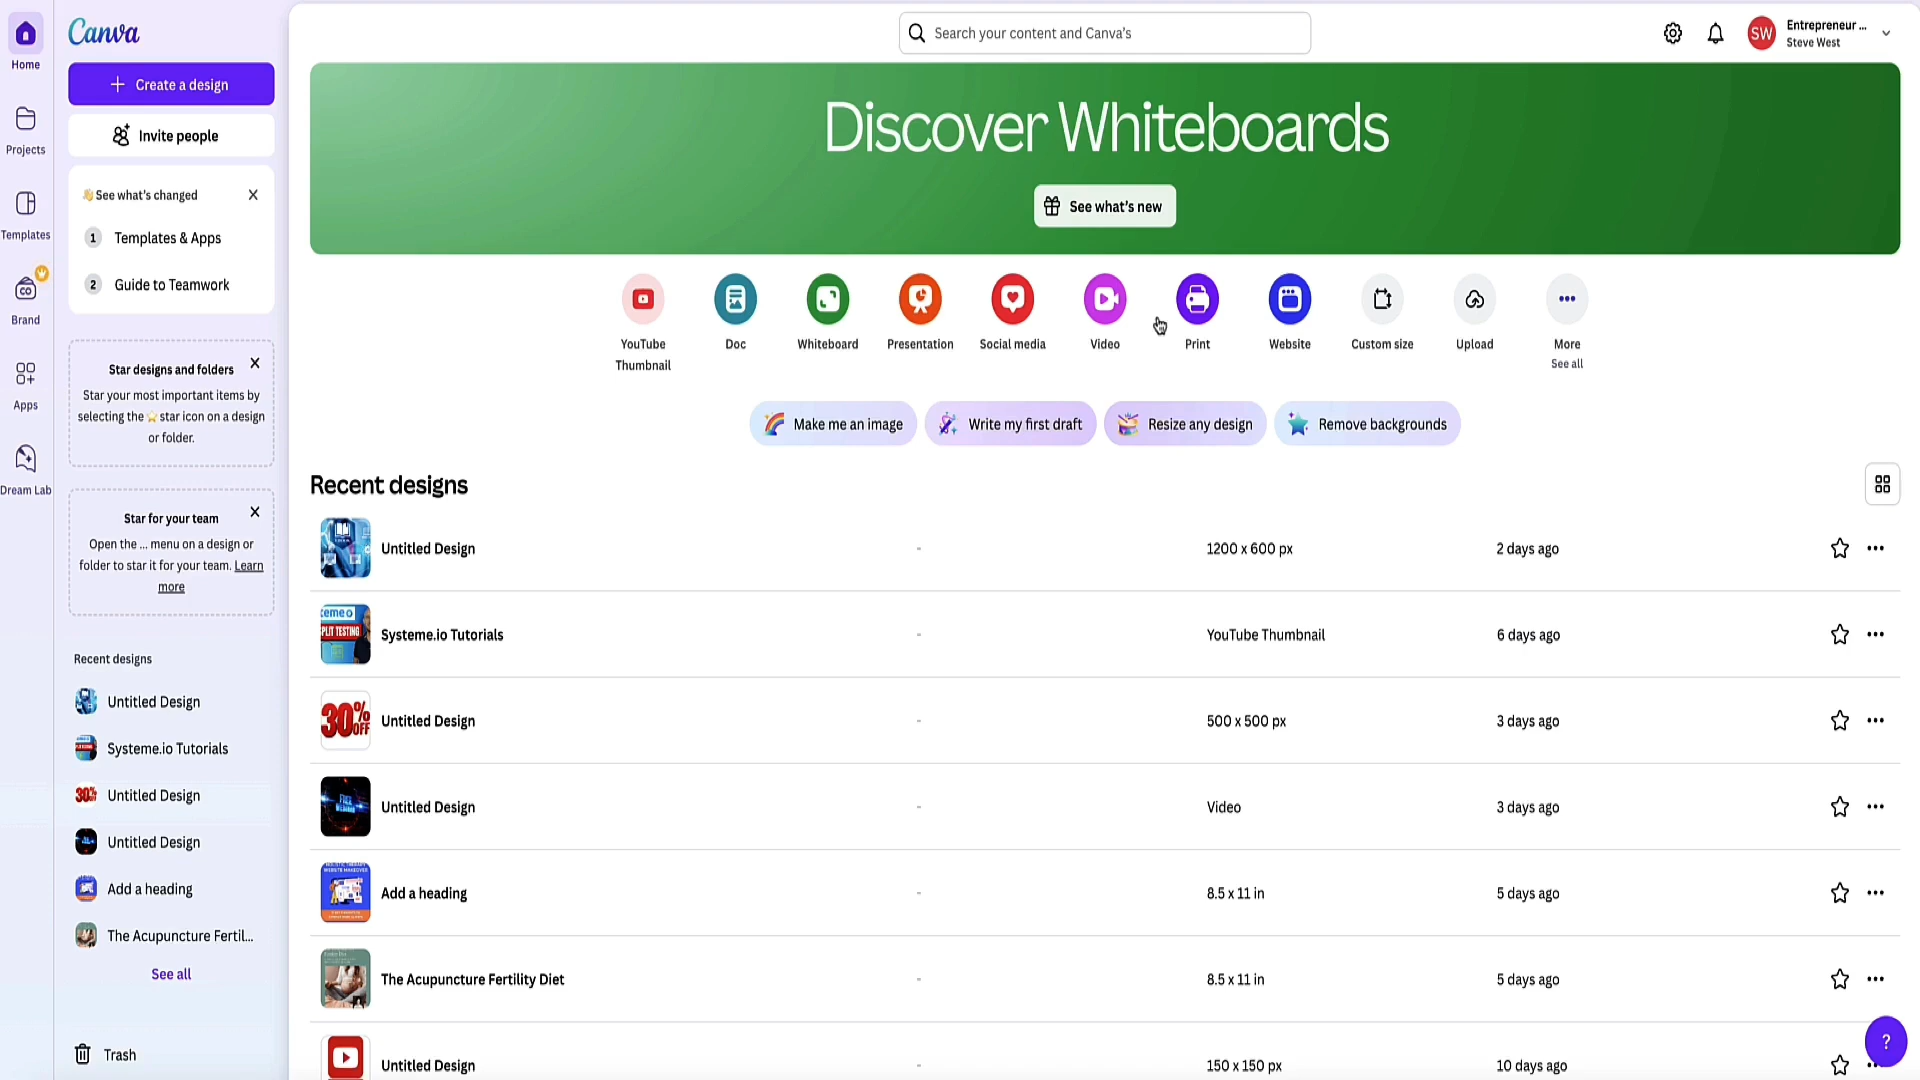 Home
Projects
Templates
CO
Brand
Apps
Dream Lab
Canva
Create a design
Invite people
See what's changed
1 Templates & Apps
2 Guide to Teamwork
Star designs and folders
Star your most important items by
selecting the star icon on a design
or folder.
Star for your team
Open the ... menu on a design or
folder to star it for your team. Learn
more
Recent designs
Untitled Design
Systeme.io Tutorials
30% Untitled Design
Untitled Design
Add a heading
The Acupuncture Fertil...
See all
Trash
Search your content and Canva's
SW
Entrepreneur ...
Steve West
Discover Whiteboards
See what's new
YouTube
Thumbnail
Doc
Whiteboard
Presentation
Social media
Video
Print
Website
Custom size
Upload
More
See all
Make me an image
Write my first draft
Resize any design
Remove backgrounds
Recent designs
Untitled Design - 1200 x 600 px 2 days ago
teme
PLIT TESTING
Systeme.io Tutorials - YouTube Thumbnail 6 days ago
30%
OFF
Untitled Design - 500 x 500 px 3 days ago
FREE
WEBINAR
Untitled Design - Video 3 days ago
WEBSITE MAKEOVER
Add a heading - 8.5 x 11 in 5 days ago
The Acupuncture Fertility Diet - 8.5 x 11 in 5 days ago
Untitled Design - 150 x 150 px 10 days ago
?